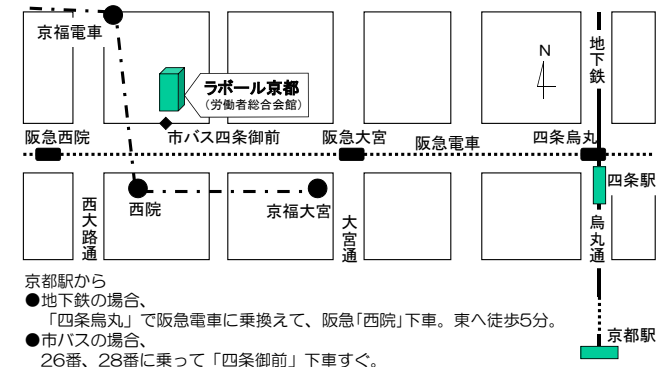 京福電車
N
地下鉄
ラボール京都
(労働者総合会館)
阪急西院
市バス四条御前
阪急大宮
阪急電車
四条烏丸
四条駅
西大路通
西院
京福大宮
大宮通
烏丸通
京都駅から
●地下鉄の場合、
「四条烏丸」で阪急電車に乗換えて、阪急「西院」下車。東へ徒歩5分。
●市バスの場合、
26番、28番に乗って「四条御前」下車すぐ。
京都駅